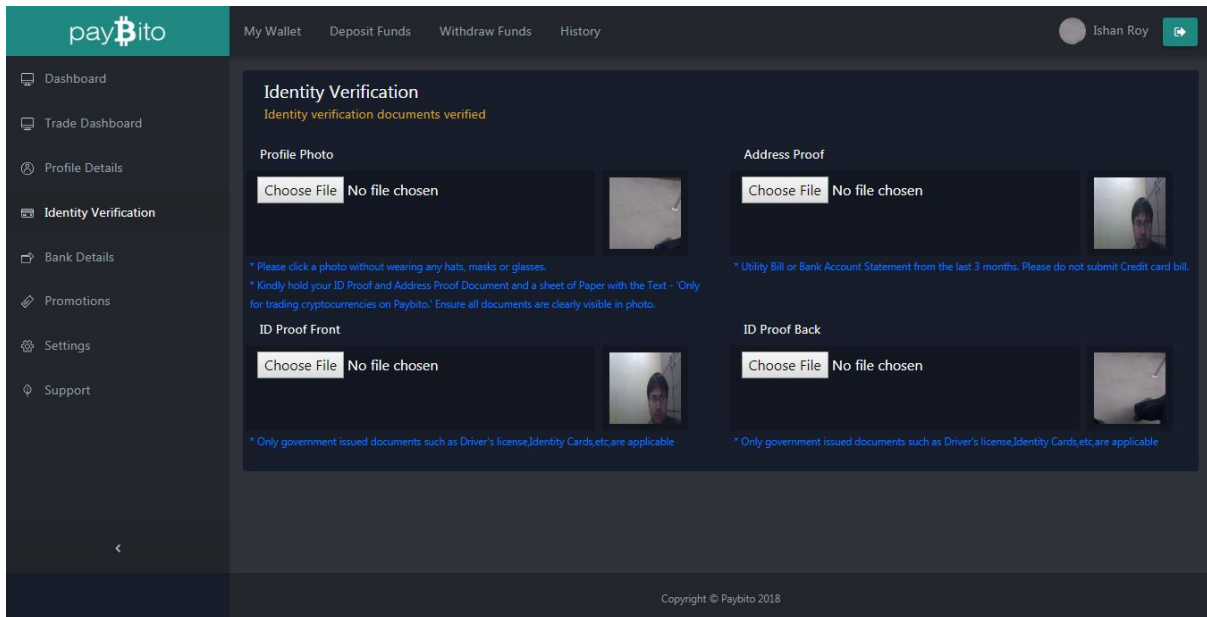 pay₿ito
My Wallet Deposit Funds Withdraw Funds History
Ishan Roy
Dashboard
Trade Dashboard
Profile Details
Identity Verification
Bank Details
Promotions
Settings
Support
Identity Verification
Identity verification documents verified
Profile Photo
Choose File No file chosen
* Please click a photo without wearing any hats, masks or glasses.
* Kindly hold your ID Proof and Address Proof Document and a sheet of Paper with the Text - 'Only
for trading cryptocurrencies on Paybito.' Ensure all documents are clearly visible in photo.
Address Proof
Choose File No file chosen
* Utility Bill or Bank Account Statement from the last 3 months. Please do not submit Credit card bill.
ID Proof Front
Choose File No file chosen
* Only government issued documents such as Driver's license,Identity Cards,etc,are applicable
ID Proof Back
Choose File No file chosen
* Only government issued documents such as Driver's license,Identity Cards,etc,are applicable
Copyright © Paybito 2018